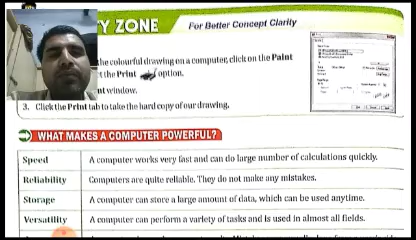 Y ZONE
For Better Concept Clarity
he colourful drawing on a computer, click on the Paint
t the Print option.
nt window.
3. Click the Print tab to take the hard copy of our drawing.
WHAT MAKES A COMPUTER POWERFUL?
Speed A computer works very fast and can do large number of calculations quickly.
Reliability Computers are quite reliable. They do not make any mistakes.
Storage A computer can store a large amount of data, which can be used anytime.
Versatility A computer can perform a variety of tasks and is used in almost all fields.